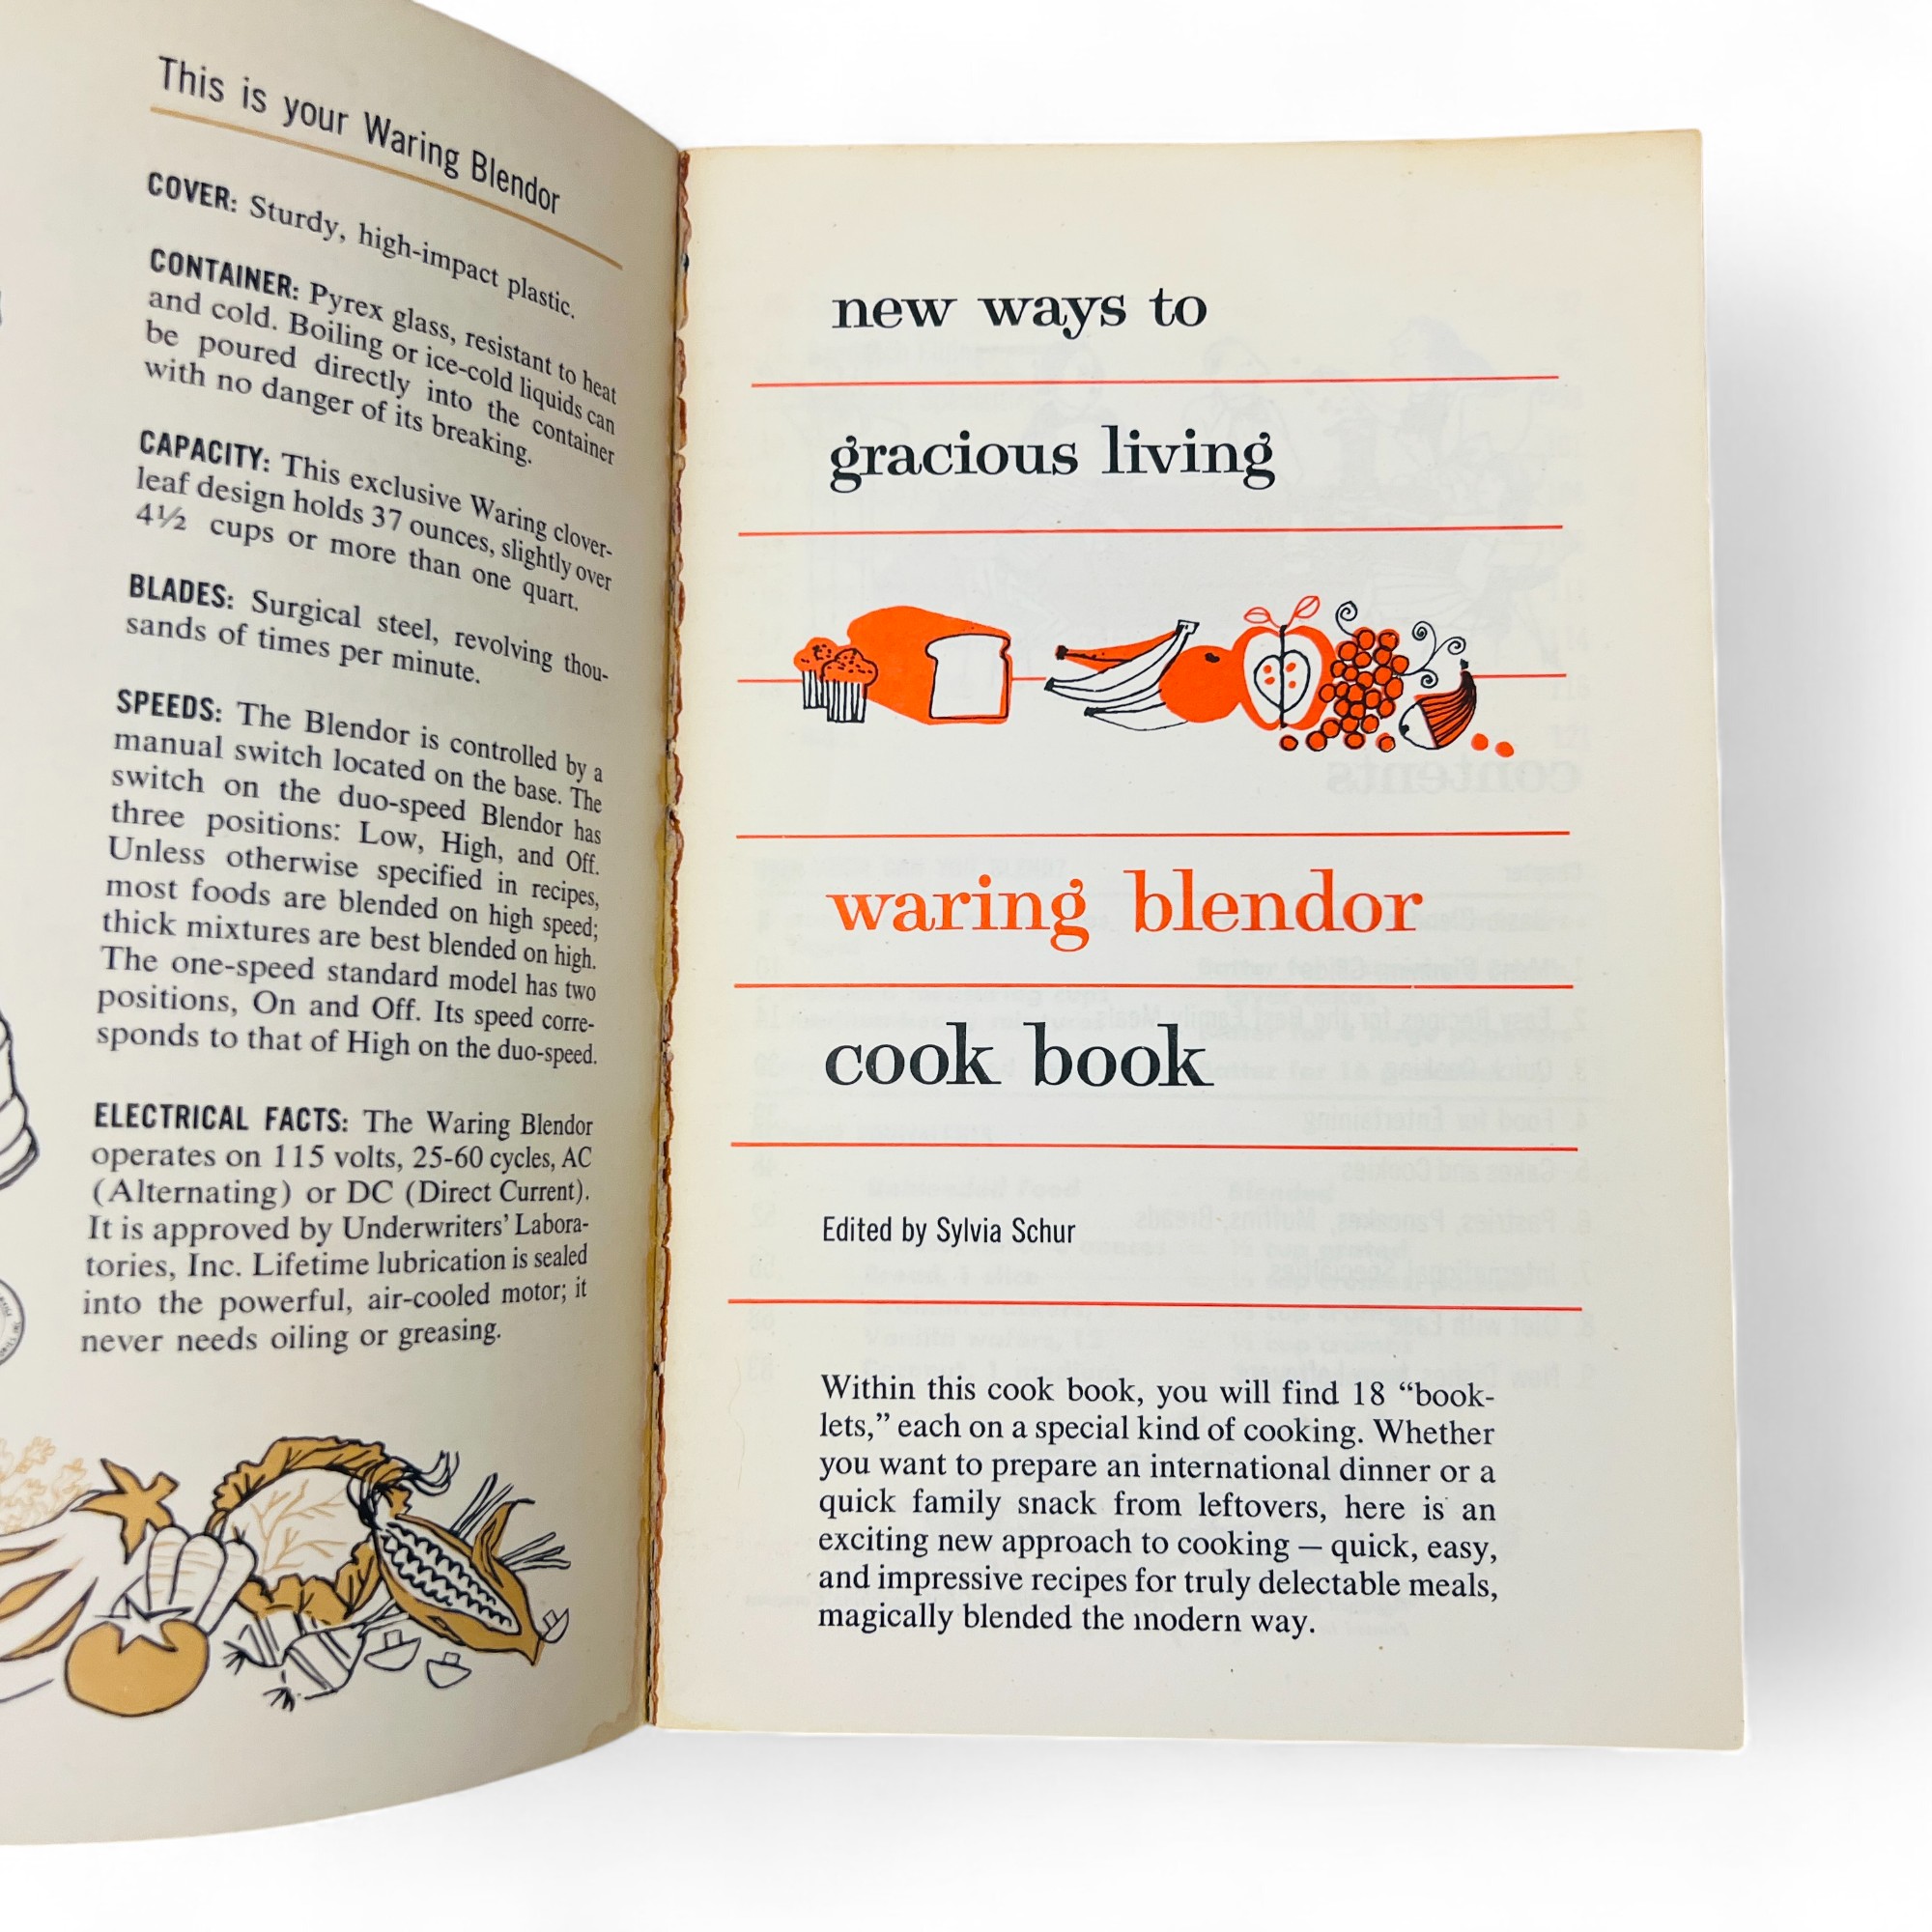 This is your Waring Blendor
COVER: Sturdy, high-impact plastic.
CONTAINER: Pyrex glass, resistant to heat
and cold. Boiling or ice-cold liquids can
be poured directly into the container
with no danger of its breaking.
CAPACITY: This exclusive Waring clover-
leaf design holds 37 ounces, slightly over
4½ cups or more than one quart.
BLADES: Surgical steel, revolving thou-
sands of times per minute.
SPEEDS: The Blendor is controlled by a
manual switch located on the base. The
switch on the duo-speed Blendor has
three positions: Low, High, and Off.
Unless otherwise specified in recipes,
most foods are blended on high speed;
thick mixtures are best blended on high.
The one-speed standard model has two
positions, On and Off. Its speed corre-
sponds to that of High on the duo-speed.
ELECTRICAL FACTS: The Waring Blendor
operates on 115 volts, 25-60 cycles, AC
(Alternating) or DC (Direct Current).
It is approved by Underwriters' Labora-
tories, Inc. Lifetime lubrication is sealed
into the powerful, air-cooled motor; it
never needs oiling or greasing.
new ways to
gracious living
waring blendor
cook book
Edited by Sylvia Schur
Within this cook book, you will find 18 “book-
lets,” each on a special kind of cooking. Whether
you want to prepare an international dinner or a
quick family snack from leftovers, here is an
exciting new approach to cooking — quick, easy,
and impressive recipes for truly delectable meals,
magically blended the modern way.